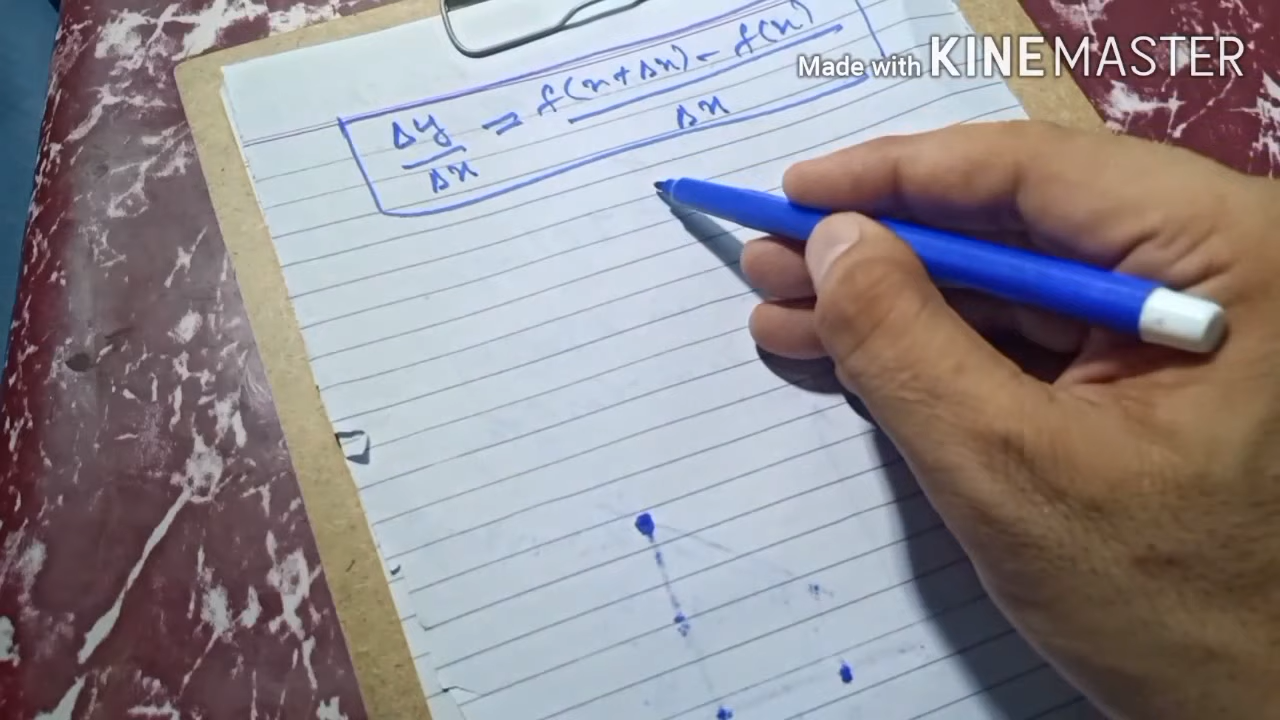 Made with KINEMASTER
Δy/Δx = f(x+Δx) - f(x)/Δx